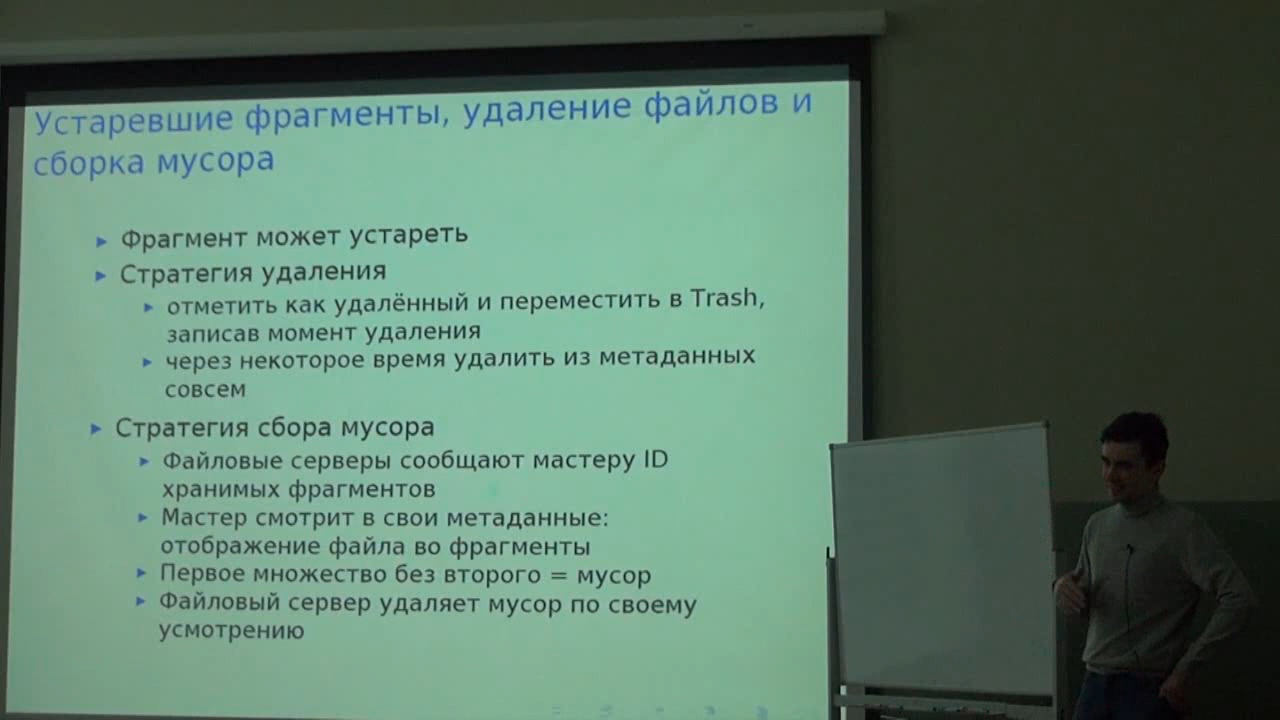 Устаревшие фрагменты, удаление файлов и
сборка мусора
Фрагмент может устареть
Стратегия удаления
отметить как удалённый и переместить в Trash,
записав момент удаления
через некоторое время удалить из метаданных
совсем
Стратегия сбора мусора
Файловые серверы сообщают мастеру ID
хранимых фрагментов
Мастер смотрит в свои метаданные:
отображение файла во фрагменты
Первое множество без второго = мусор
Файловый сервер удаляет мусор по своему
усмотрению